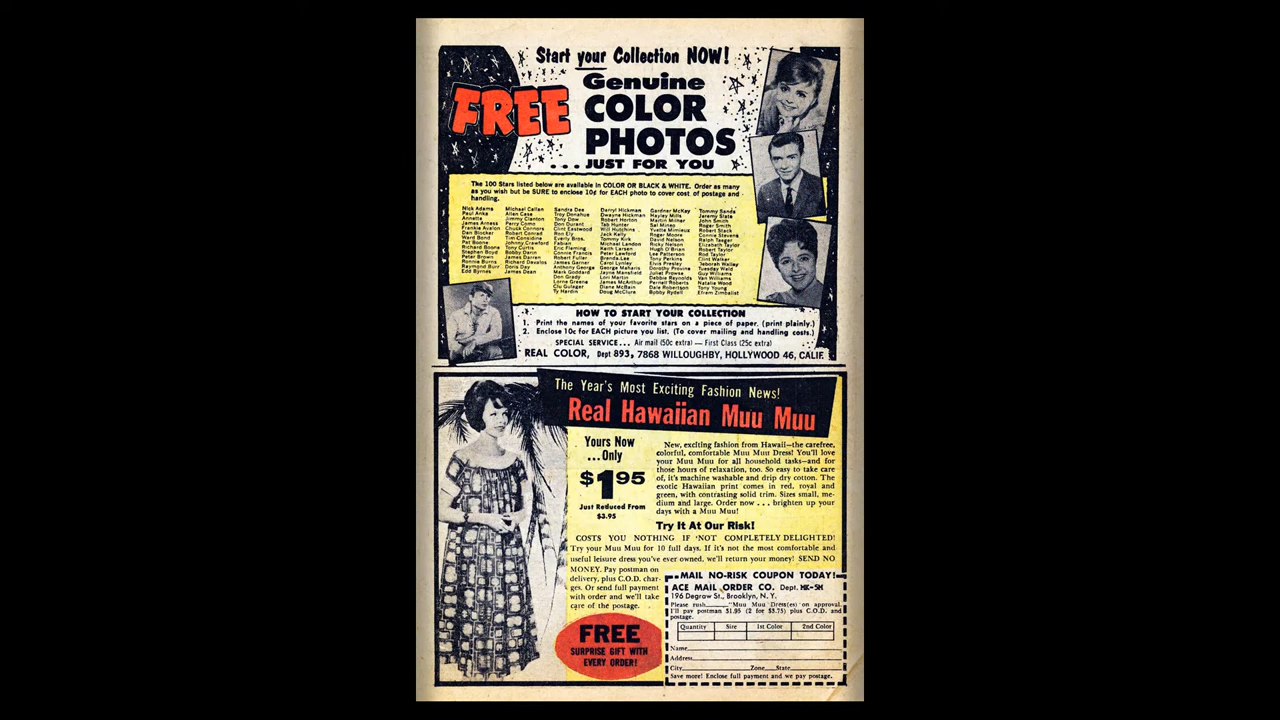 Start your Collection NOW!
FREE
Genuine
COLOR
PHOTOS
...JUST FOR YOU
The 100 Stars listed below are available in COLOR OR BLACK & WHITE. Order as many
as you wish but be SURE to enclose 10¢ for EACH photo to cover cost of postage and
handling.
Nick Adams
Paul Anka
Annette
James Arness
Frankie Avalon
Dan Blocker
Ward Bond
Pat Boone
Richard Boone
Stephen Boyd
Peter Brown
Ronnie Burns
Raymond Burr
Edd Byrnes
Michael Callan
Allen Case
Jimmy Clanton
Perry Como
Chuck Connors
Robert Conrad
Tim Considine
Johnny Crawford
Tony Curtis
Bobby Darin
James Darren
Richard Davalos
Doris Day
James Dean
Sandra Dee
Troy Donahue
Tony Dow
Don Durant
Clint Eastwood
Ron Ely
Everly Bros.
Fabian
Eric Fleming
Connie Francis
Robert Fuller
James Garner
Anthony George
Mark Goddard
Don Grady
Lorne Greene
Clu Gulager
Ty Hardin
Darryl Hickman
Dwayne Hickman
Robert Horton
Tab Hunter
Will Hutchins
Jack Kelly
Tommy Kirk
Michael Landon
Keith Larsen
Peter Lawford
Brenda Lee
Carol Lynley
George Maharis
Jayne Mansfield
Lori Martin
James McArthur
Diane McBain
Doug McClure
Gardner McKay
Hayley Mills
Martin Milner
Sal Mineo
Yvette Mimieux
Roger Moore
David Nelson
Ricky Nelson
Hugh O'Brian
Lee Patterson
Tony Perkins
Elvis Presley
Dorothy Provine
Juliet Prowse
Debbie Reynolds
Pernell Roberts
Dale Robertson
Bobby Rydell
Tommy Sands
Jeremy Slate
John Smith
Roger Smith
Robert Stack
Connie Stevens
Ralph Taeger
Elizabeth Taylor
Robert Taylor
Rod Taylor
Clint Walker
Deborah Walley
Tuesday Weld
Guy Williams
Van Williams
Natalie Wood
Tony Young
Efrem Zimbalist
HOW TO START YOUR COLLECTION
1. Print the names of your favorite stars on a piece of paper. (print plainly.)
2. Enclose 10c for EACH picture you list. (To cover mailing and handling costs.)
SPECIAL SERVICE... Air mail (50c extra) — First Class (25c extra)
REAL COLOR, Dept 893, 7868 WILLOUGHBY, HOLLYWOOD 46, CALIF.
The Year's Most Exciting Fashion News!
Real Hawaiian Muu Muu
Yours Now
...Only
$1 95
Just Reduced From
$3.95
New, exciting fashion from Hawaii—the carefree,
colorful, comfortable Muu Muu Dress! You'll love
your Muu Muu for all household tasks—and for
those hours of relaxation, too. So easy to take care
of, it's machine washable and drip dry cotton. The
exotic Hawaiian print comes in red, royal and
green, with contrasting solid trim. Sizes small, me-
dium and large. Order now ... brighten up your
days with a Muu Muu!
Try It At Our Risk!
COSTS YOU NOTHING IF NOT COMPLETELY DELIGHTED!
Try your Muu Muu for 10 full days. If it's not the most comfortable and
useful leisure dress you've ever owned, we'll return your money! SEND NO
MONEY. Pay postman on
delivery, plus C.O.D. char-
ges. Or send full payment
with order and we'll take
care of the postage.
FREE
SURPRISE GIFT WITH
EVERY ORDER!
MAIL NO-RISK COUPON TODAY!
ACE MAIL ORDER CO. Dept. MK-5H
196 Degraw St., Brooklyn, N. Y.
Please rush "Muu Muu Dress(es) on approval.
I'll pay postman $1.95 (2 for $3.75) plus C.O.D. and
postage.
Quantity Size 1st Color 2nd Color
Name
Address
City Zone State
Save more! Enclose full payment and we pay postage.